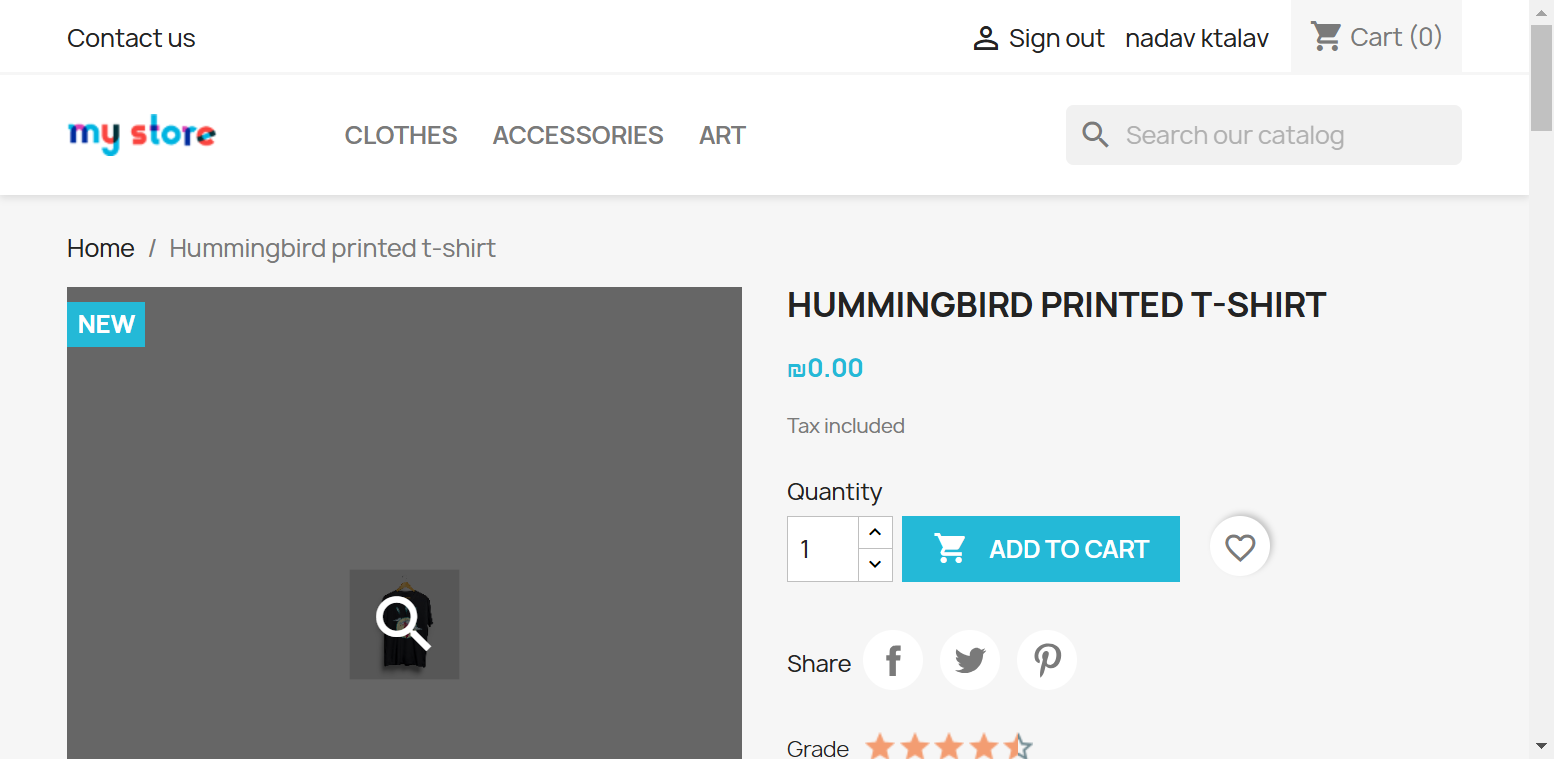 Contact us
Sign out nadav ktalav Cart (0)
my store
CLOTHES ACCESSORIES ART
Search our catalog
Home / Hummingbird printed t-shirt
NEW
HUMMINGBIRD PRINTED T-SHIRT
₪0.00
Tax included
Quantity
1
ADD TO CART
Share
Grade